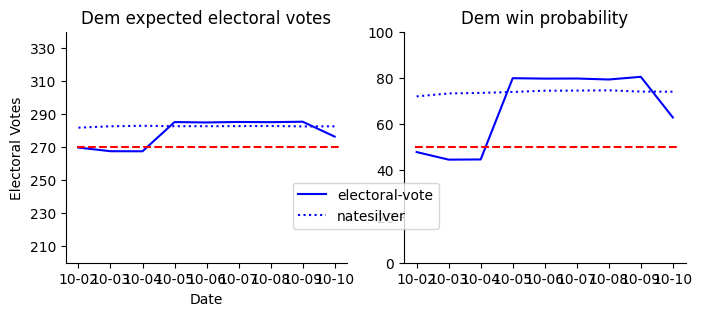 Dem expected electoral votes
Dem win probability
Electoral Votes
330
310
290
270
250
230
210
10-02 10-03 10-04 10-05 10-06 10-07 10-08 10-09 10-10
Date
100
80
60
40
0
10-02 10-03 10-04 10-05 10-06 10-07 10-08 10-09 10-10
electoral-vote
natesilver